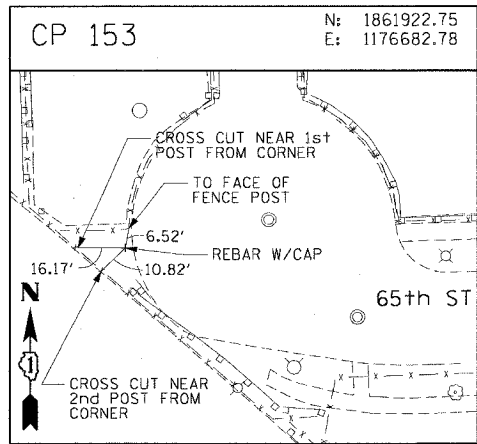 CP 153
N: 1861922.75
E: 1176682.78
CROSS CUT NEAR 1st
POST FROM CORNER
TO FACE OF
FENCE POST
6.52'
REBAR W/CAP
16.17'
10.82'
N
65th ST
1
CROSS CUT NEAR
2nd POST FROM
CORNER